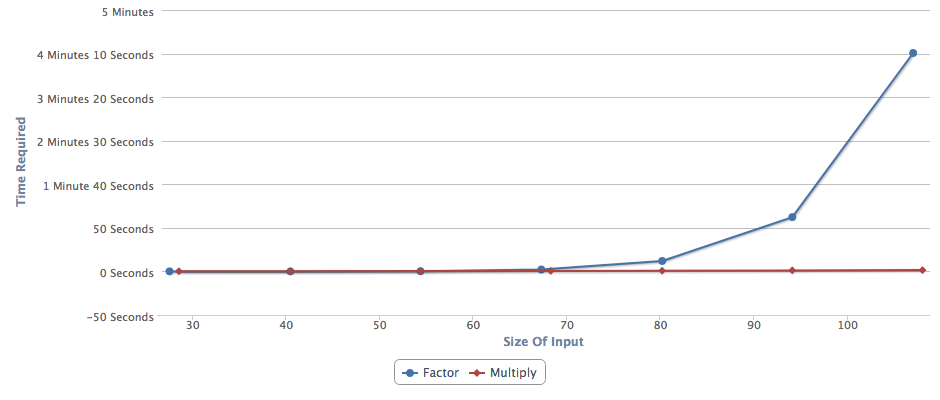 5 Minutes
4 Minutes 10 Seconds
3 Minutes 20 Seconds
2 Minutes 30 Seconds
1 Minute 40 Seconds
50 Seconds
0 Seconds
−50 Seconds
Time Required
30 40 50 60 70 80 90 100
Size Of Input
Factor Multiply